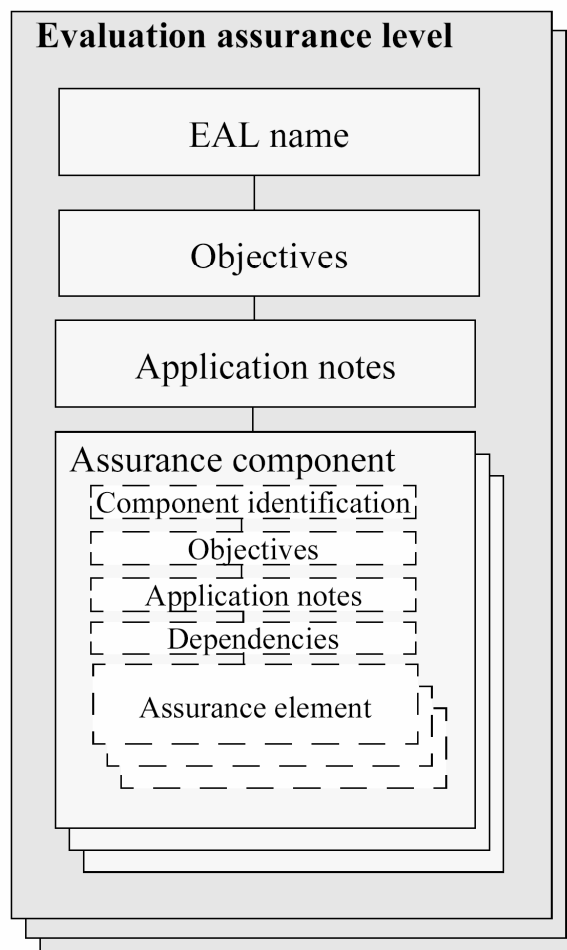 Evaluation assurance level
EAL name
Objectives
Application notes
Assurance component
Component identification
Objectives
Application notes
Dependencies
Assurance element